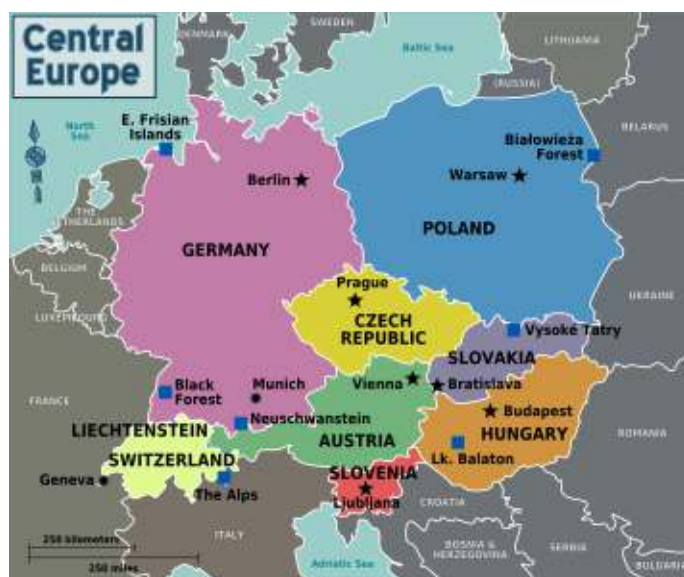 Central
Europe
DENMARK
SWEDEN
Baltic Sea
LITHUANIA
(RUSSIA)
North
Sea
E. Frisian
Islands
BELARUS
Białowieża
Forest
Berlin
Warsaw
THE
NETHERLANDS
GERMANY
POLAND
BELGIUM
Prague
UKRAINE
LUXEMBOURG
CZECH
REPUBLIC
Vysoké Tatry
SLOVAKIA
FRANCE
Black
Forest
Munich
Vienna
Bratislava
Neuschwanstein
Budapest
LIECHTENSTEIN
AUSTRIA
HUNGARY
ROMANIA
SWITZERLAND
Lk. Balaton
Geneva
The Alps
SLOVENIA
Ljubljana
CROATIA
ITALY
250 kilometers
250 miles
Adriatic Sea
BOSNIA &
HERZEGOVINA
SERBIA
BULGARIA